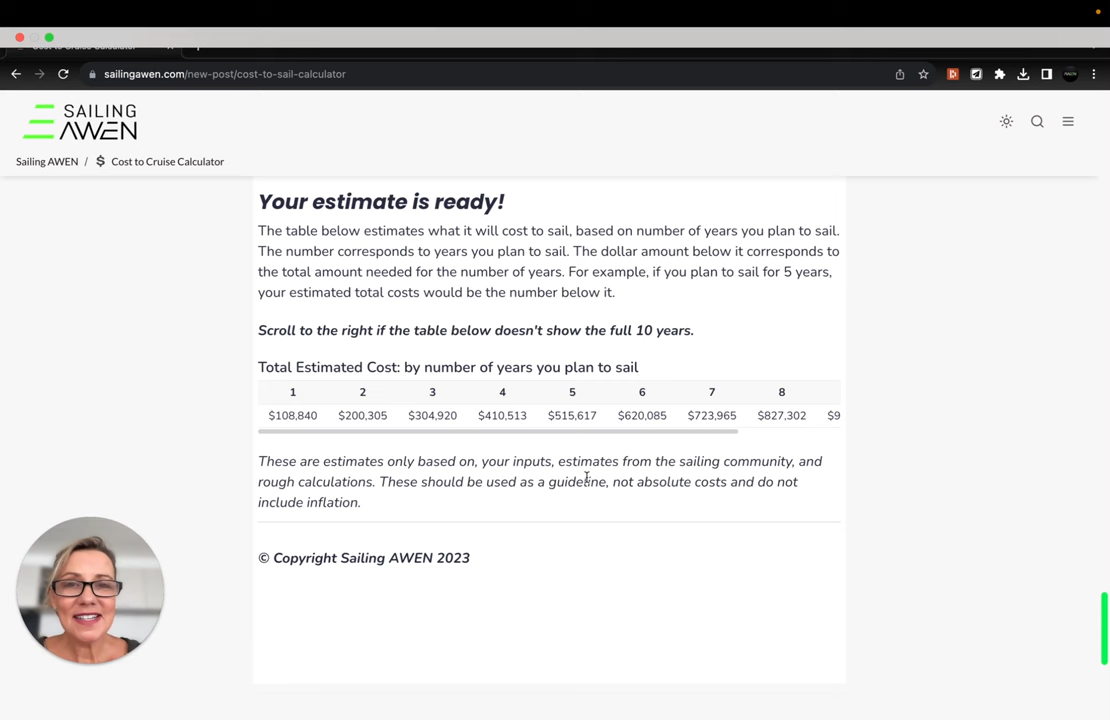 sailingawen.com/new-post/cost-to-sail-calculator
SAILING
AWEN
Sailing AWEN / $ Cost to Cruise Calculator
Your estimate is ready!
The table below estimates what it will cost to sail, based on number of years you plan to sail.
The number corresponds to years you plan to sail. The dollar amount below it corresponds to
the total amount needed for the number of years. For example, if you plan to sail for 5 years,
your estimated total costs would be the number below it.
Scroll to the right if the table below doesn't show the full 10 years.
Total Estimated Cost: by number of years you plan to sail
1 2 3 4 5 6 7 8
$108,840 $200,305 $304,920 $410,513 $515,617 $620,085 $723,965 $827,302 $9
These are estimates only based on, your inputs, estimates from the sailing community, and
rough calculations. These should be used as a guideline, not absolute costs and do not
include inflation.
© Copyright Sailing AWEN 2023